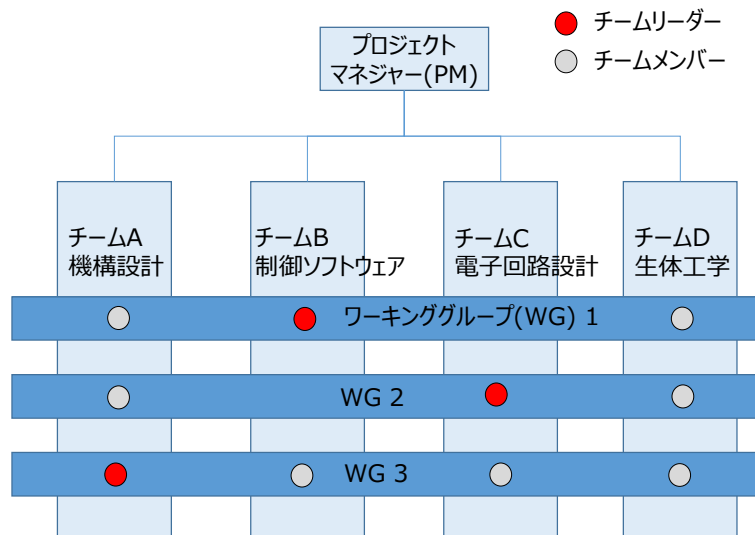 チームリーダー
チームメンバー
プロジェクト
マネジャー(PM)
チームA
機構設計
チームB
制御ソフトウェア
チームC
電子回路設計
チームD
生体工学
ワーキンググループ(WG) 1
WG 2
WG 3